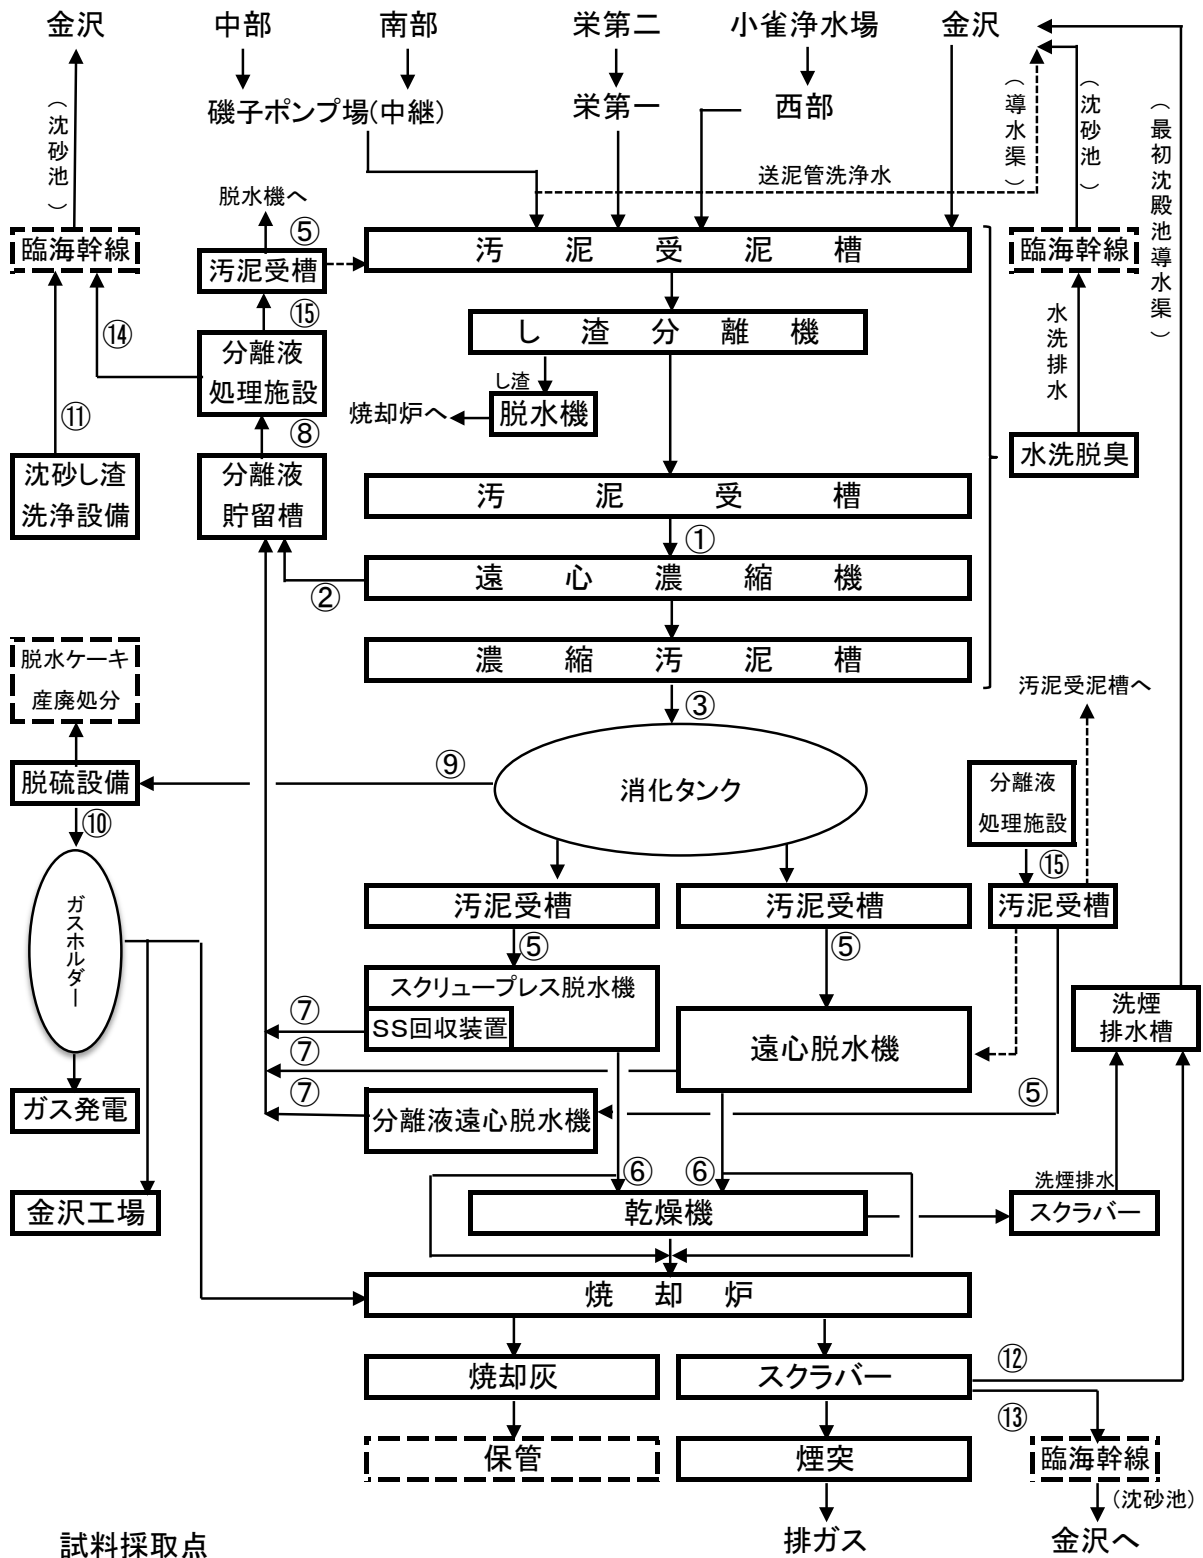 金沢
中部
南部
栄第二
小雀浄水場
金沢
磯子ポンプ場(中継)
栄第一
西部
(沈砂池)
(導水渠)
(沈砂池)
(最初沈殿池導水渠)
送泥管洗浄水
脱水機へ
⑤
臨海幹線
汚泥受槽
汚泥受泥槽
臨海幹線
⑮
⑭
分離液
処理施設
し渣分離機
水洗排水
し渣
焼却炉へ
脱水機
⑪
⑧
沈砂し渣
洗浄設備
分離液
貯留槽
水洗脱臭
汚泥受槽
①
遠心濃縮機
②
濃縮汚泥槽
脱水ケーキ
産廃処分
汚泥受泥槽へ
③
⑨
脱硫設備
消化タンク
分離液
処理施設
⑩
⑮
ガスホルダー
汚泥受槽
汚泥受槽
汚泥受槽
⑤
⑤
スクリュープレス脱水機
SS回収装置
⑦
遠心脱水機
洗煙
排水槽
⑦
⑦
⑤
ガス発電
分離液遠心脱水機
⑥
⑥
洗煙排水
金沢工場
乾燥機
スクラバー
焼却炉
焼却灰
スクラバー
⑫
⑬
保管
煙突
臨海幹線
(沈砂池)
排ガス
金沢へ
試料採取点